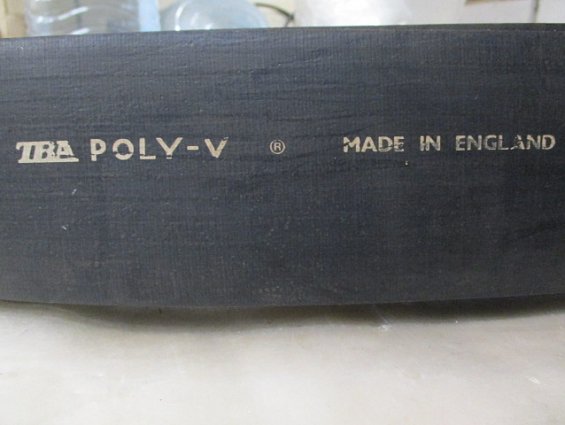 TBA POLY-V ® MADE IN ENGLAND